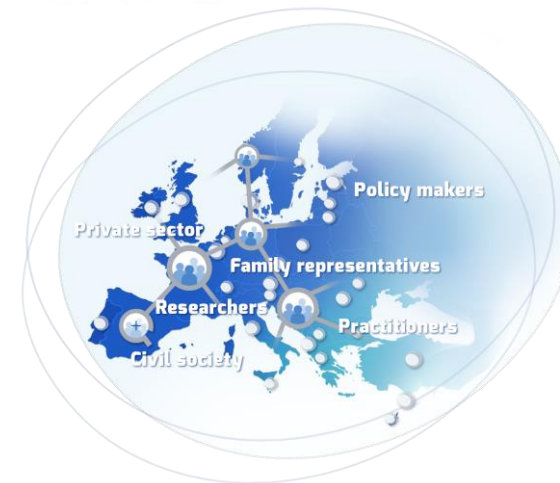 Policy makers
Private sector
Family representatives
Researchers
Practitioners
Civil society